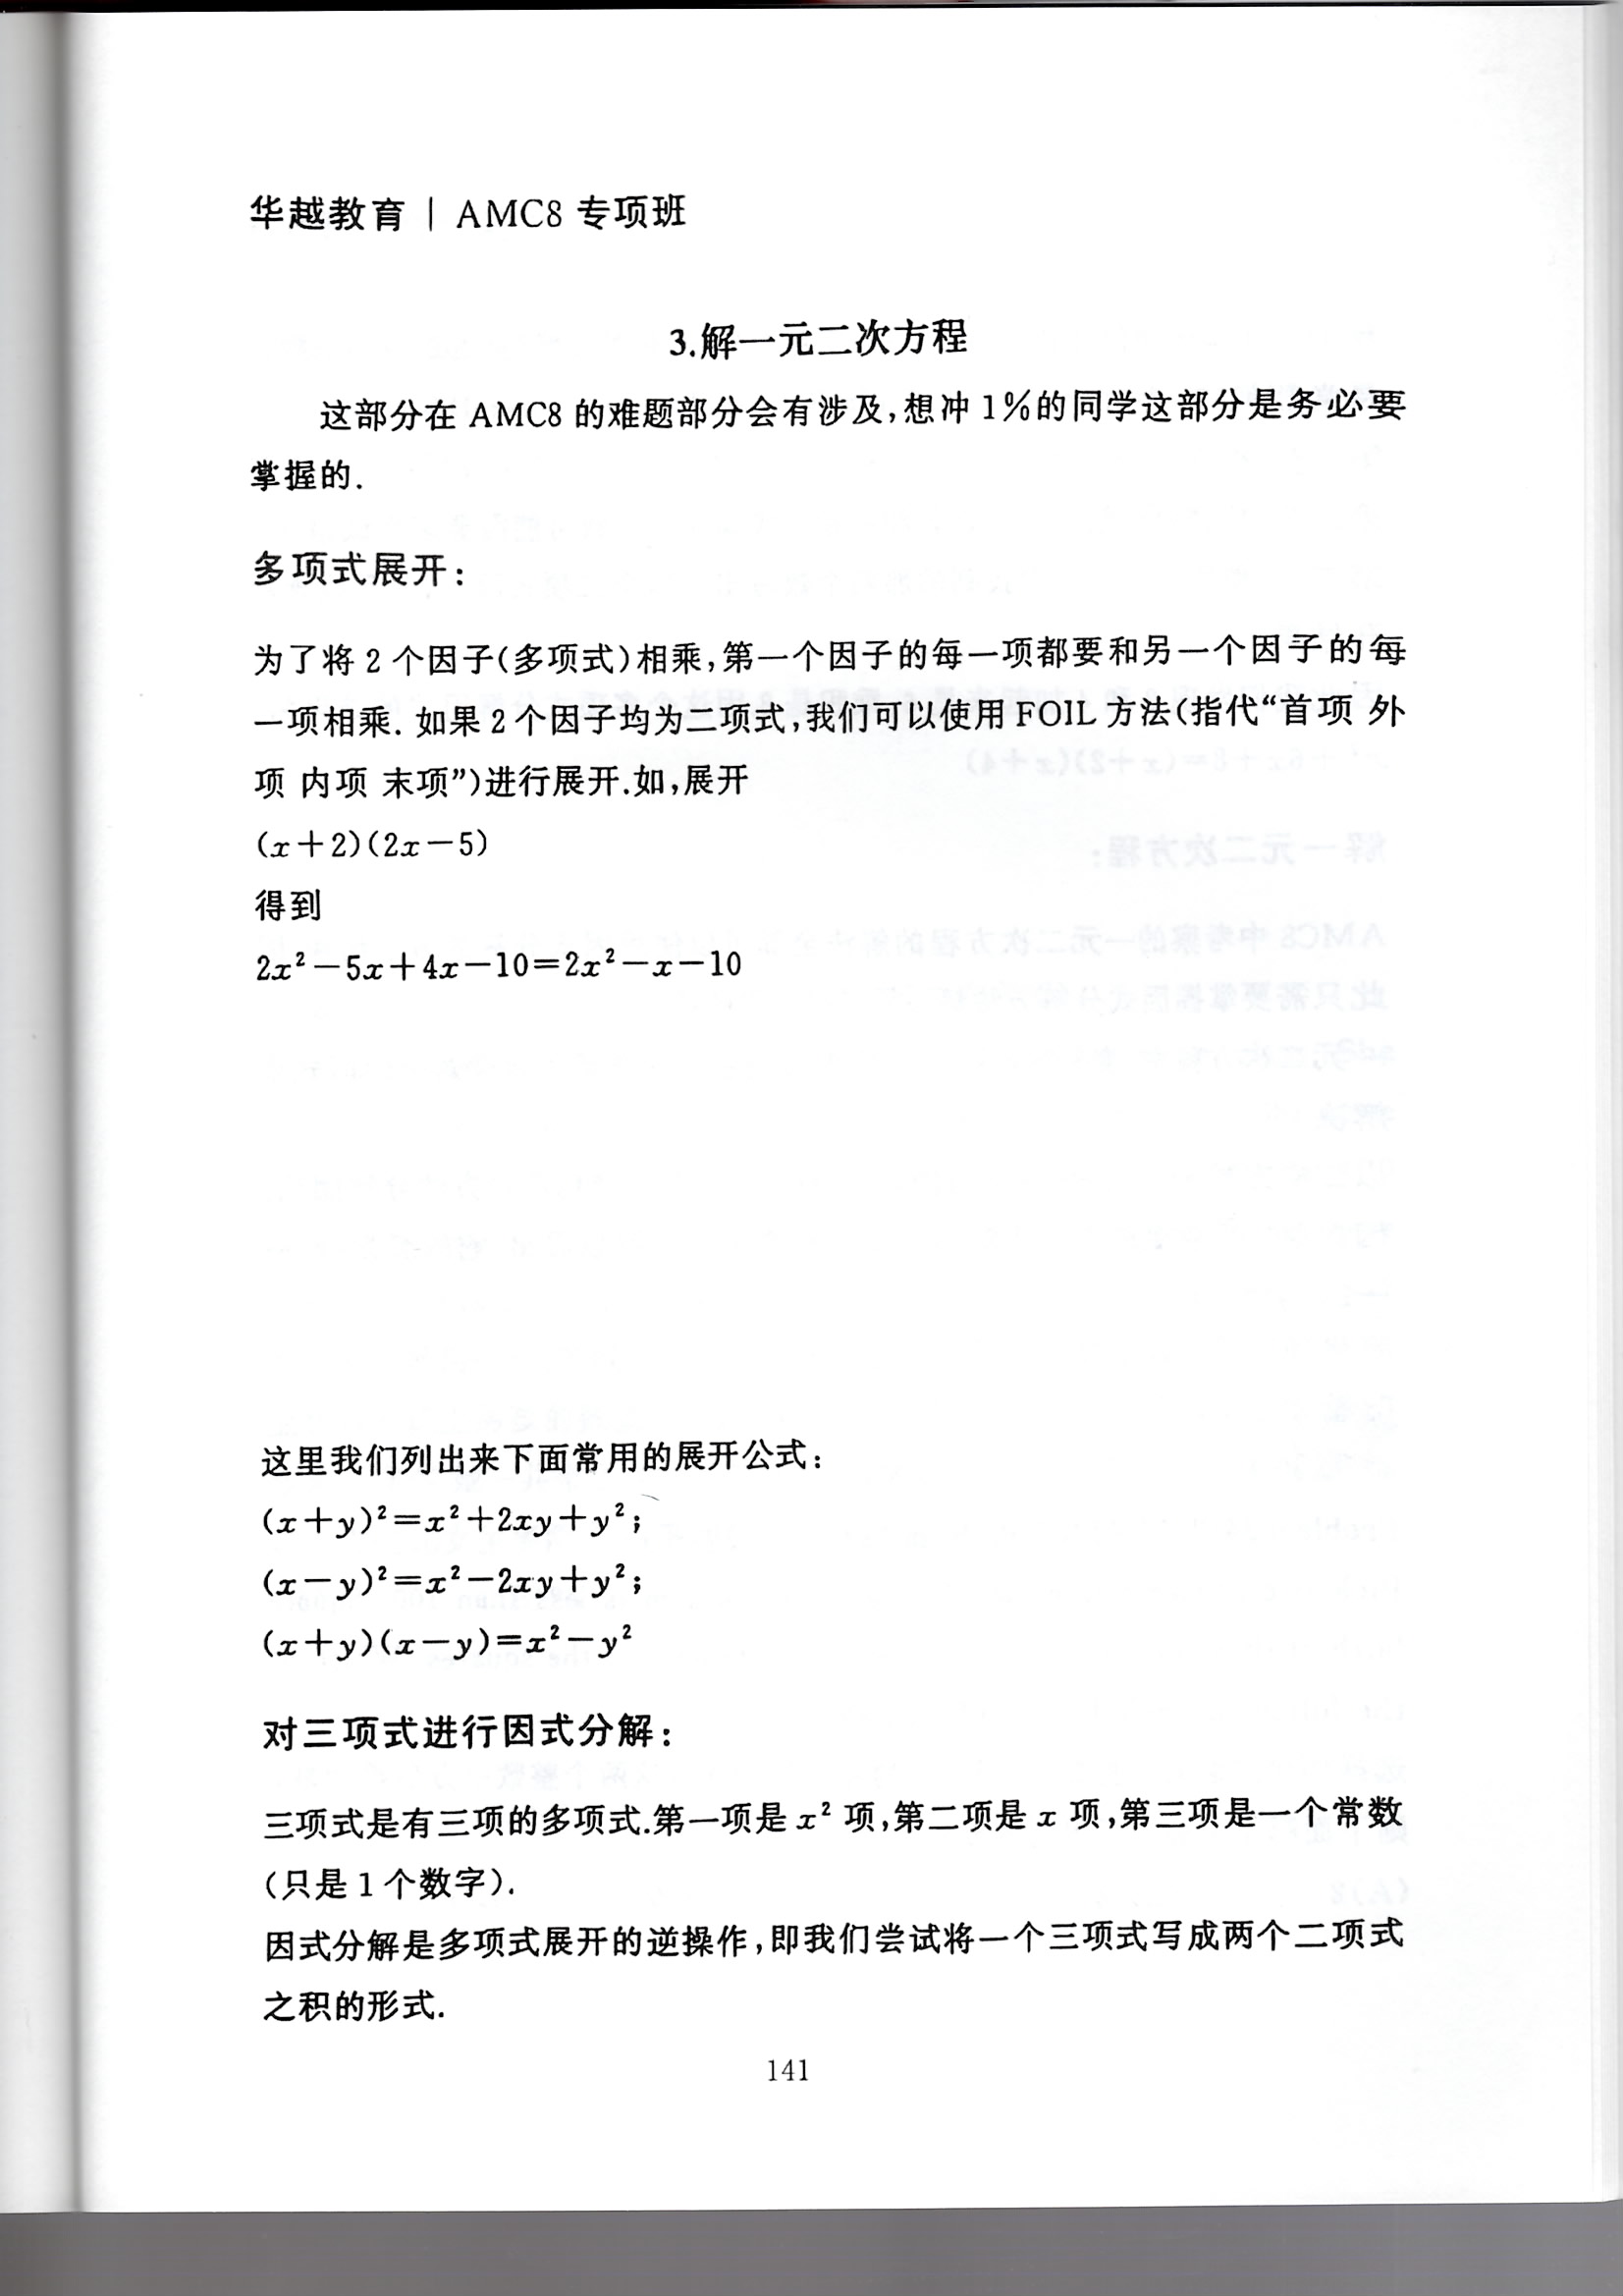 华越教育 | AMC8 专项班
3.解一元二次方程
这部分在 AMC8 的难题部分会有涉及,想冲 1%的同学这部分是务必要
掌握的.
多项式展开:
为了将 2 个因子(多项式)相乘,第一个因子的每一项都要和另一个因子的每
一项相乘. 如果 2 个因子均为二项式,我们可以使用 FOIL 方法(指代“首项 外
项 内项 末项”)进行展开.如,展开
(x+2)(2x-5)
得到
2x²-5x+4x-10=2x²-x-10
这里我们列出来下面常用的展开公式:
(x+y)²=x²+2xy+y²;
(x-y)²=x²-2xy+y²;
(x+y)(x-y)=x²-y²
对三项式进行因式分解:
三项式是有三项的多项式.第一项是 x² 项,第二项是 x 项,第三项是一个常数
(只是 1 个数字).
因式分解是多项式展开的逆操作,即我们尝试将一个三项式写成两个二项式
之积的形式.
141